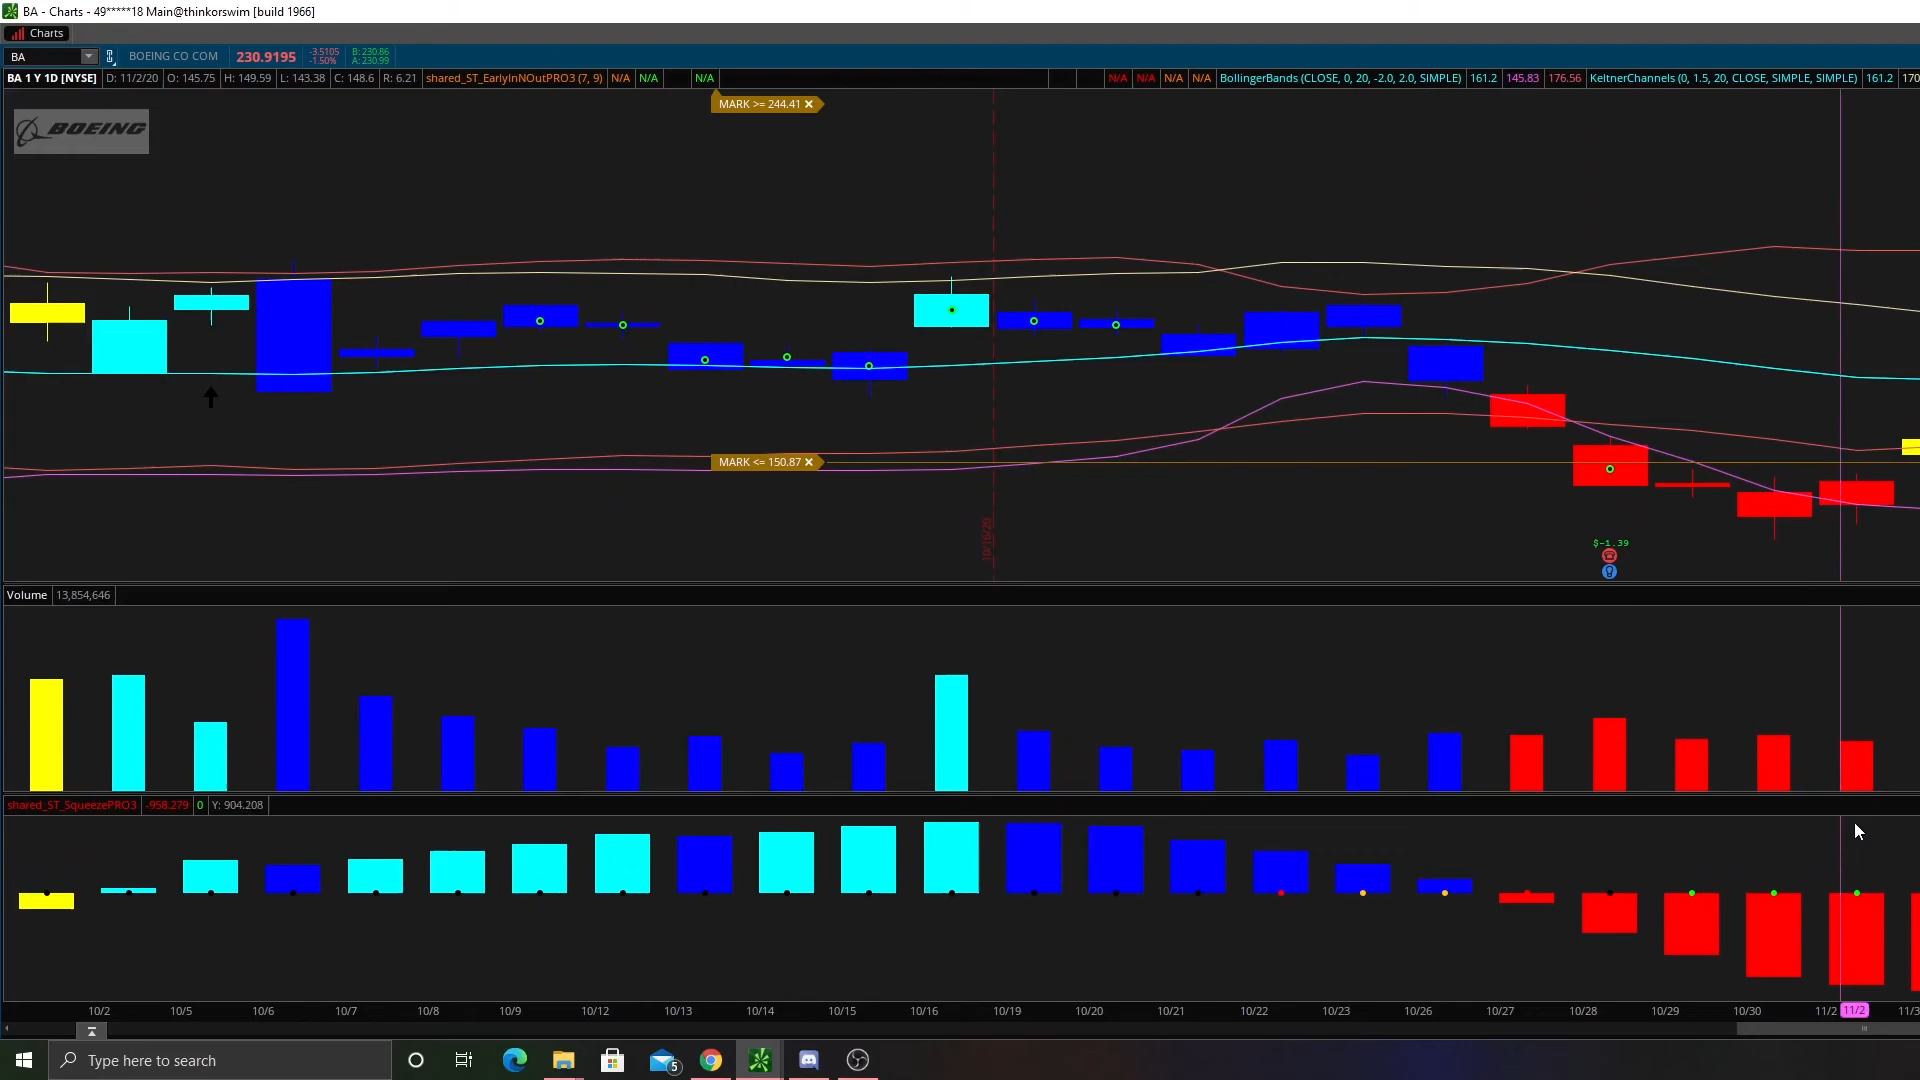 BA - Charts - 49*****18 Main@thinkorswim [build 1966]
Charts
BA BOEING CO COM 230.9195 -3.5105 -1.50% B: 230.86 A: 230.99
BA 1 Y 1D [NYSE] D: 11/2/20 O: 145.75 H: 149.59 L: 143.38 C: 148.6 R: 6.21 shared_ST_EarlyInNOutPRO3 (7, 9) N/A N/A N/A N/A N/A N/A N/A BollingerBands (CLOSE, 0, 20, -2.0, 2.0, SIMPLE) 161.2 145.83 176.56 KeltnerChannels (0, 1.5, 20, CLOSE, SIMPLE, SIMPLE) 161.2 170
MARK >= 244.41
BOEING
MARK <= 150.87
10/16/20
$-1.39
Volume 13,854,646
shared_ST_SqueezePRO3 -958.279 0 Y: 904.208
10/2 10/5 10/6 10/7 10/8 10/9 10/12 10/13 10/14 10/15 10/16 10/19 10/20 10/21 10/22 10/23 10/26 10/27 10/28 10/29 10/30 11/2 11/2 11/3
Type here to search
5